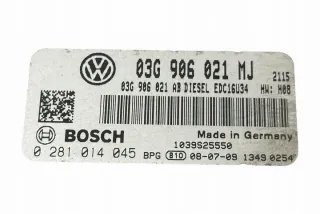 03G 906 021 MJ 2115
03G 906 021 AB DIESEL EDC16U34 HW: H08
BOSCH Made in Germany
1039S25550
0 281 014 045 BPG 81D 08-07-09 1349 0254